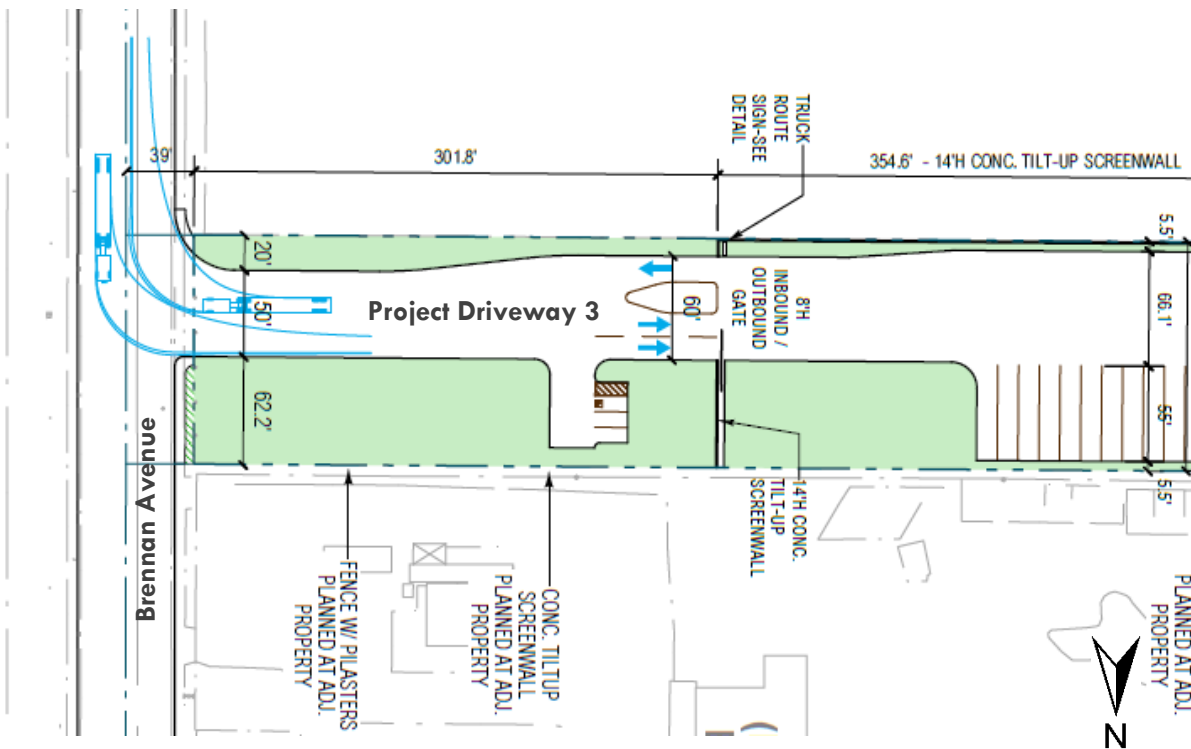 TRUCK
ROUTE
SIGN-SEE
DETAIL
39'
301.8'
354.6' - 14'H CONC. TILT-UP SCREENWALL
5.5'
20'
50'
62.2'
Project Driveway 3
60'
8'H
INBOUND /
OUTBOUND
GATE
66.1'
55'
5.5'
Brennan Avenue
14'H CONC.
TILT-UP
SCREENWALL
FENCE W/ PILASTERS
PLANNED AT ADJ.
PROPERTY
CONC. TILTUP
SCREENWALL
PLANNED AT ADJ.
PROPERTY
PLANNED AT ADJ.
PROPERTY
N